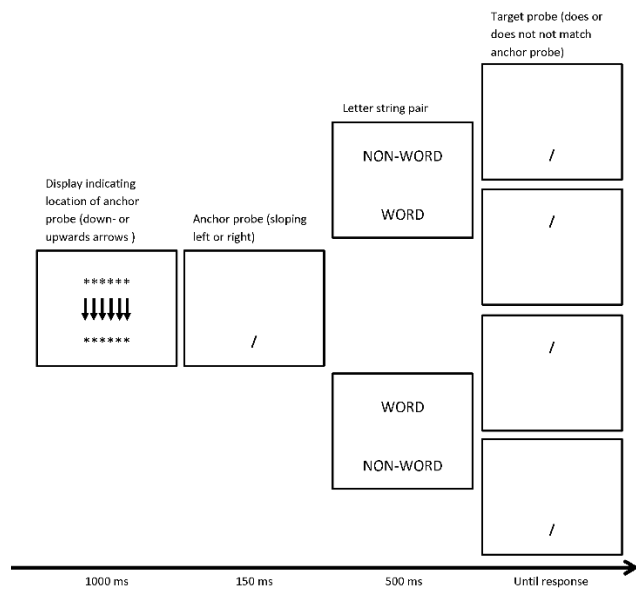 Target probe (does or
does not not match
anchor probe)
Letter string pair
NON-WORD
WORD
/
/
Display indicating
location of anchor
probe (down- or
upwards arrows )
Anchor probe (sloping
left or right)
******
******
/
/
WORD
NON-WORD
/
1000 ms
150 ms
500 ms
Until response